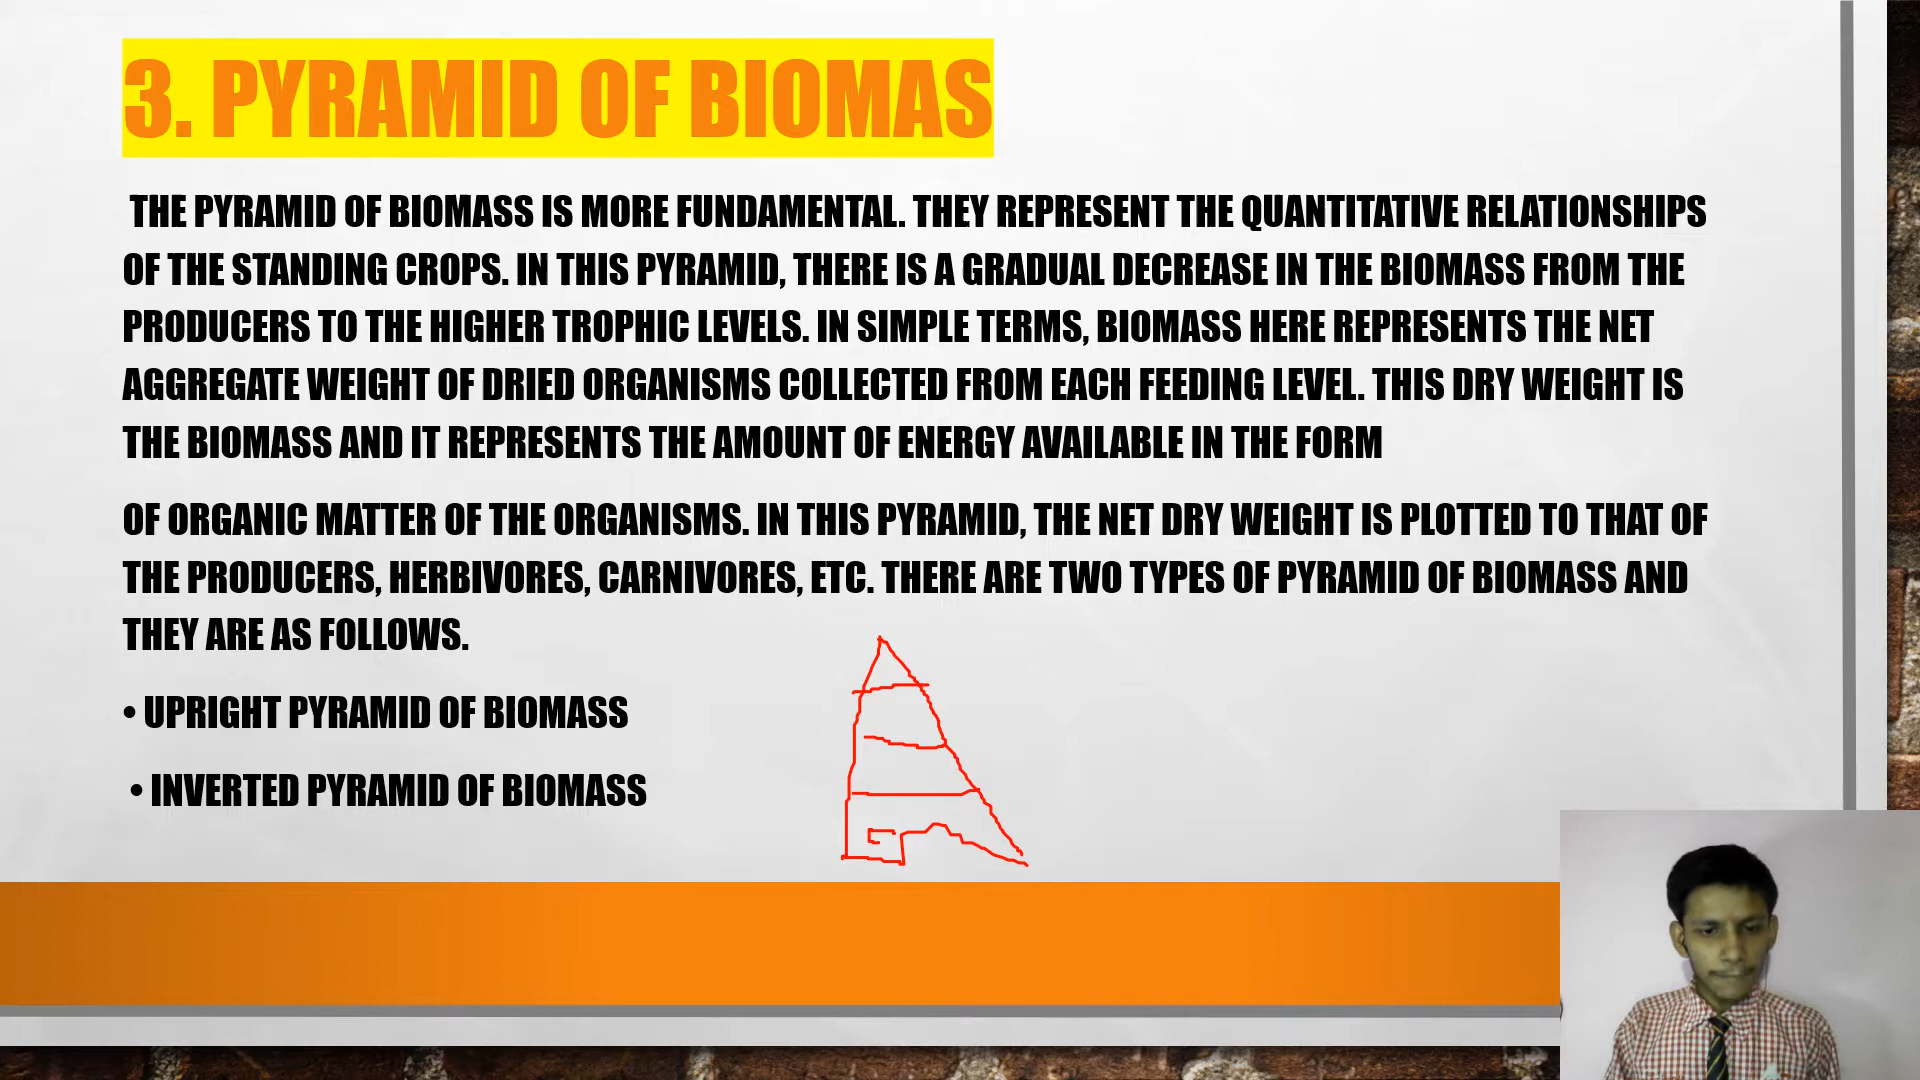 3. PYRAMID OF BIOMAS
THE PYRAMID OF BIOMASS IS MORE FUNDAMENTAL. THEY REPRESENT THE QUANTITATIVE RELATIONSHIPS
OF THE STANDING CROPS. IN THIS PYRAMID, THERE IS A GRADUAL DECREASE IN THE BIOMASS FROM THE
PRODUCERS TO THE HIGHER TROPHIC LEVELS. IN SIMPLE TERMS, BIOMASS HERE REPRESENTS THE NET
AGGREGATE WEIGHT OF DRIED ORGANISMS COLLECTED FROM EACH FEEDING LEVEL. THIS DRY WEIGHT IS
THE BIOMASS AND IT REPRESENTS THE AMOUNT OF ENERGY AVAILABLE IN THE FORM
OF ORGANIC MATTER OF THE ORGANISMS. IN THIS PYRAMID, THE NET DRY WEIGHT IS PLOTTED TO THAT OF
THE PRODUCERS, HERBIVORES, CARNIVORES, ETC. THERE ARE TWO TYPES OF PYRAMID OF BIOMASS AND
THEY ARE AS FOLLOWS.
• UPRIGHT PYRAMID OF BIOMASS
• INVERTED PYRAMID OF BIOMASS